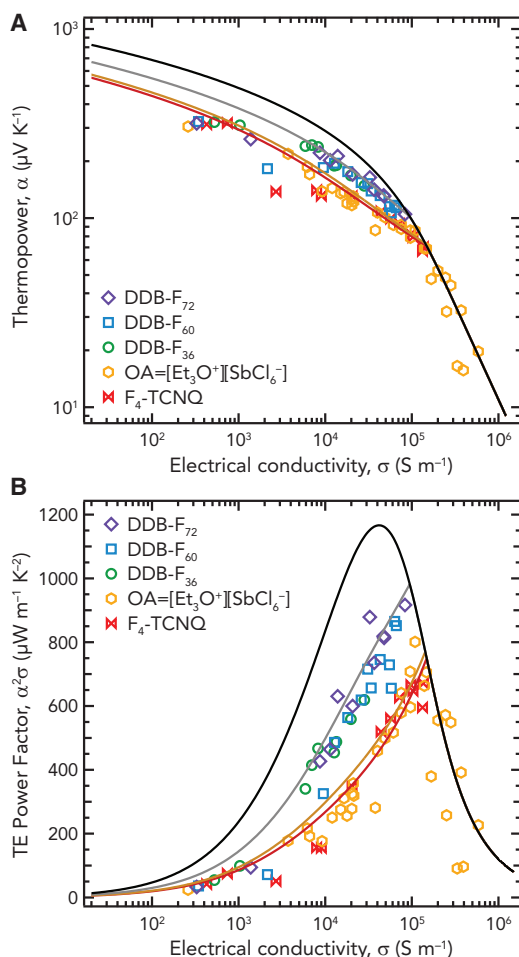 A
Thermopower, α (µV K⁻¹)
10³
10²
10¹
DDB-F₇₂
DDB-F₆₀
DDB-F₃₆
OA=[Et₃O⁺][SbCl₆⁻]
F₄-TCNQ
10² 10³ 10⁴ 10⁵ 10⁶
Electrical conductivity, σ (S m⁻¹)
B
TE Power Factor, α²σ (µW m⁻¹ K⁻²)
1200
1000
800
600
400
200
0
DDB-F₇₂
DDB-F₆₀
DDB-F₃₆
OA=[Et₃O⁺][SbCl₆⁻]
F₄-TCNQ
10² 10³ 10⁴ 10⁵ 10⁶
Electrical conductivity, σ (S m⁻¹)